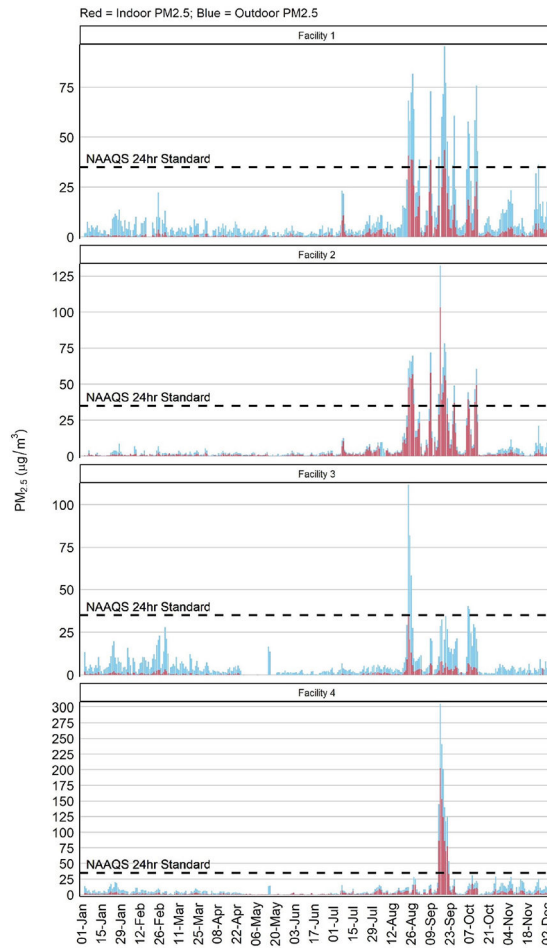 Red = Indoor PM2.5; Blue = Outdoor PM2.5
Facility 1
75
50
NAAQS 24hr Standard
25
0
Facility 2
125
100
75
50
NAAQS 24hr Standard
25
0
PM2.5 (μg/m³)
Facility 3
100
75
50
NAAQS 24hr Standard
25
0
Facility 4
300
275
250
225
200
175
150
125
100
75
50
NAAQS 24hr Standard
25
0
01-Jan
15-Jan
29-Jan
12-Feb
26-Feb
11-Mar
25-Mar
08-Apr
22-Apr
06-May
20-May
03-Jun
17-Jun
01-Jul
15-Jul
29-Jul
12-Aug
26-Aug
09-Sep
23-Sep
07-Oct
21-Oct
04-Nov
18-Nov